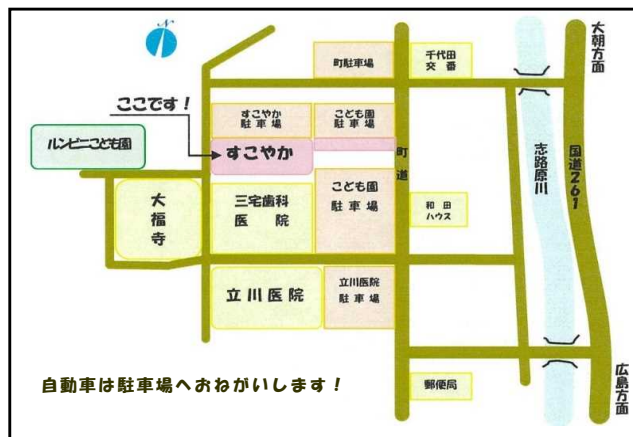 N
大朝方面
町駐車場
千代田
交番
ここです！
すこやか
駐車場
こども園
駐車場
ルンビニこども園
すこやか
町道
志路原川
国道261
大福寺
三宅歯科
医院
こども園
駐車場
和田
ハウス
立川医院
立川医院
駐車場
自動車は駐車場へおねがいします！
郵便局
広島方面